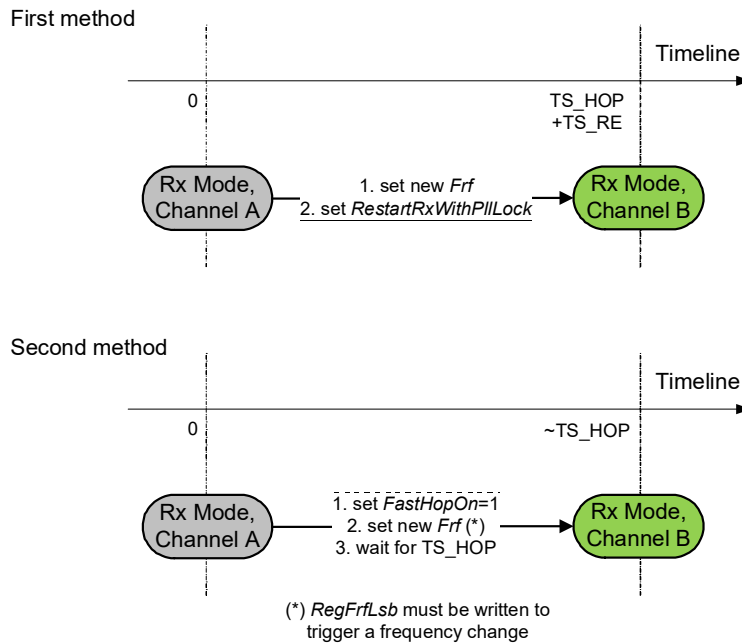 First method
Timeline
0
TS_HOP
+TS_RE
Rx Mode,
Channel A
1. set new Frf
2. set RestartRxWithPllLock
Rx Mode,
Channel B
Second method
Timeline
0
~TS_HOP
Rx Mode,
Channel A
1. set FastHopOn=1
2. set new Frf (*)
3. wait for TS_HOP
Rx Mode,
Channel B
(*) RegFrfLsb must be written to
trigger a frequency change